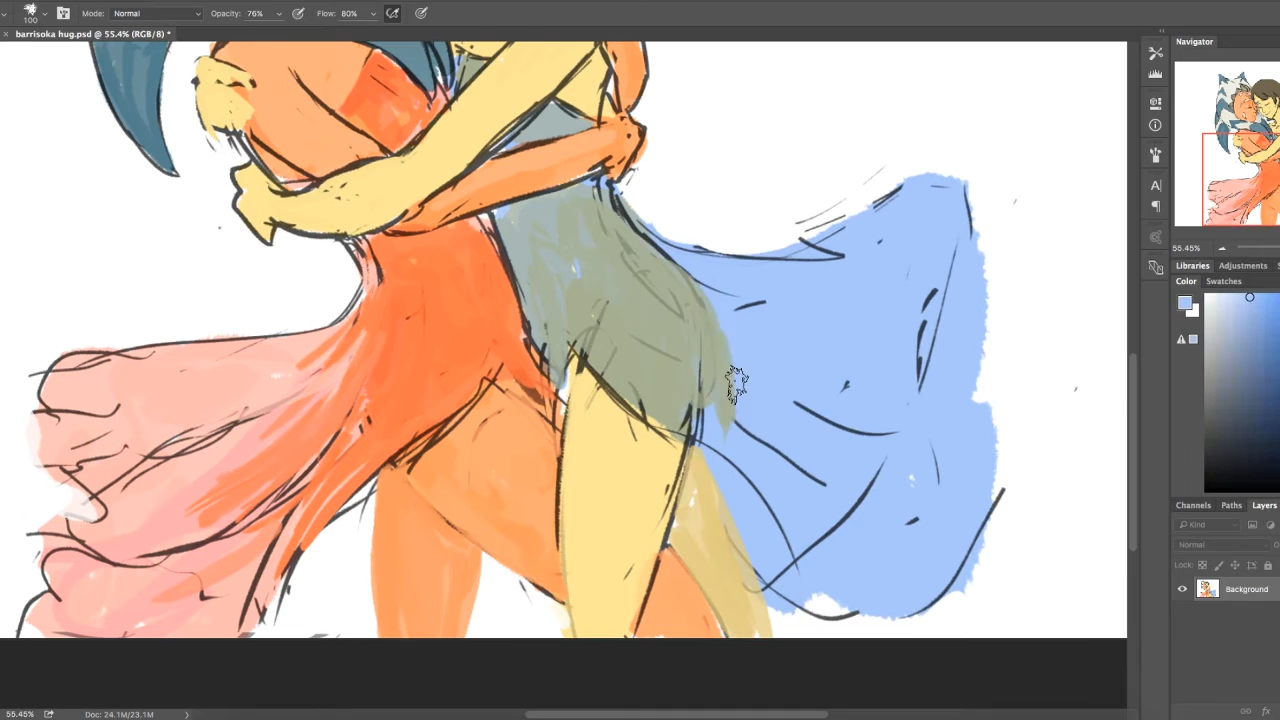 100 Mode: Normal Opacity: 76% Flow: 80%
× barrisoka hug.psd @ 55.4% (RGB/8) *
Navigator
55.45%
Libraries Adjustments S
Color Swatches
Channels Paths Layers
Kind
Normal O
Lock:
Background
fx
55.45% Doc: 24.1M/23.1M